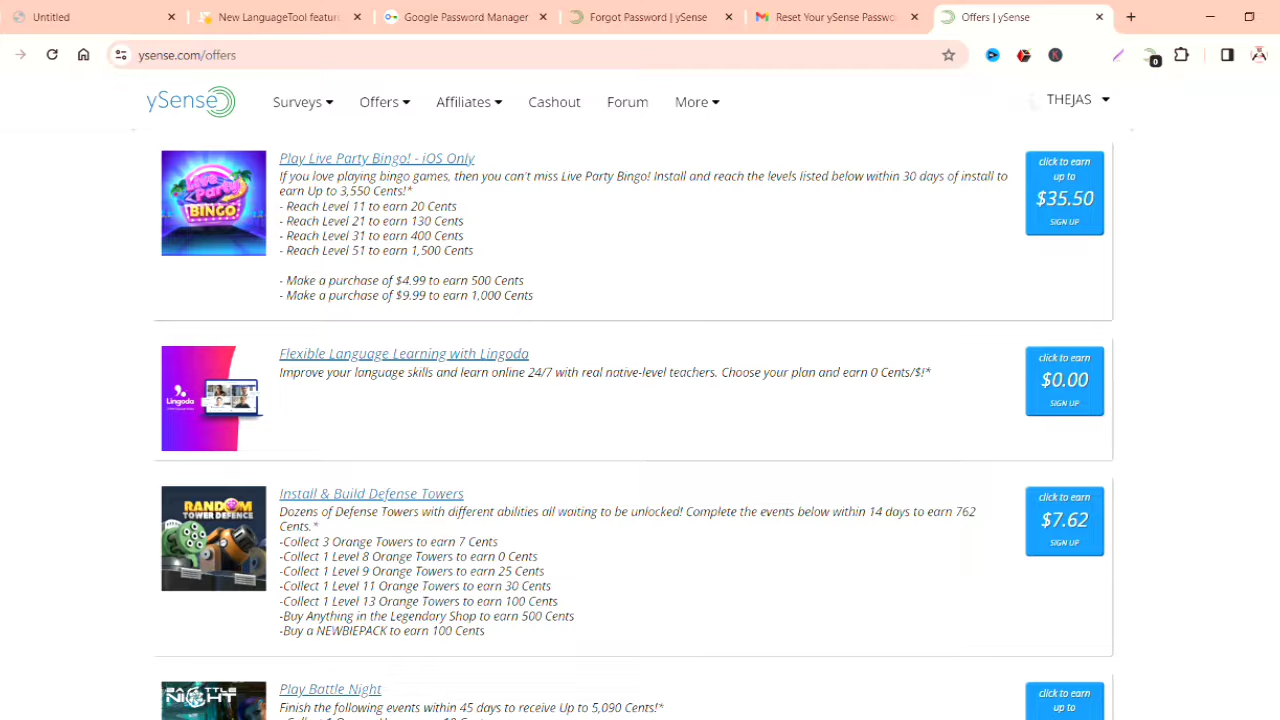 Untitled
New LanguageTool featur
Google Password Manager
Forgot Password | ySense
Reset Your ySense Passwo
Offers | ySense
ysense.com/offers
0
ySense
Surveys
Offers
Affiliates
Cashout
Forum
More
THEJAS
Live Party BINGO
Play Live Party Bingo! - iOS Only
If you love playing bingo games, then you can't miss Live Party Bingo! Install and reach the levels listed below within 30 days of install to
earn Up to 3,550 Cents!*
- Reach Level 11 to earn 20 Cents
- Reach Level 21 to earn 130 Cents
- Reach Level 31 to earn 400 Cents
- Reach Level 51 to earn 1,500 Cents
- Make a purchase of $4.99 to earn 500 Cents
- Make a purchase of $9.99 to earn 1,000 Cents
click to earn
up to
$35.50
SIGN UP
Lingoda
Flexible Language Learning with Lingoda
Improve your language skills and learn online 24/7 with real native-level teachers. Choose your plan and earn 0 Cents/$!*
click to earn
$0.00
SIGN UP
RANDOM
TOWER DEFENCE
Install & Build Defense Towers
Dozens of Defense Towers with different abilities all waiting to be unlocked! Complete the events below within 14 days to earn 762
Cents.*
-Collect 3 Orange Towers to earn 7 Cents
-Collect 1 Level 8 Orange Towers to earn 0 Cents
-Collect 1 Level 9 Orange Towers to earn 25 Cents
-Collect 1 Level 11 Orange Towers to earn 30 Cents
-Collect 1 Level 13 Orange Towers to earn 100 Cents
-Buy Anything in the Legendary Shop to earn 500 Cents
-Buy a NEWBIEPACK to earn 100 Cents
click to earn
$7.62
SIGN UP
NIGHT
Play Battle Night
Finish the following events within 45 days to receive Up to 5,090 Cents!*
click to earn
up to